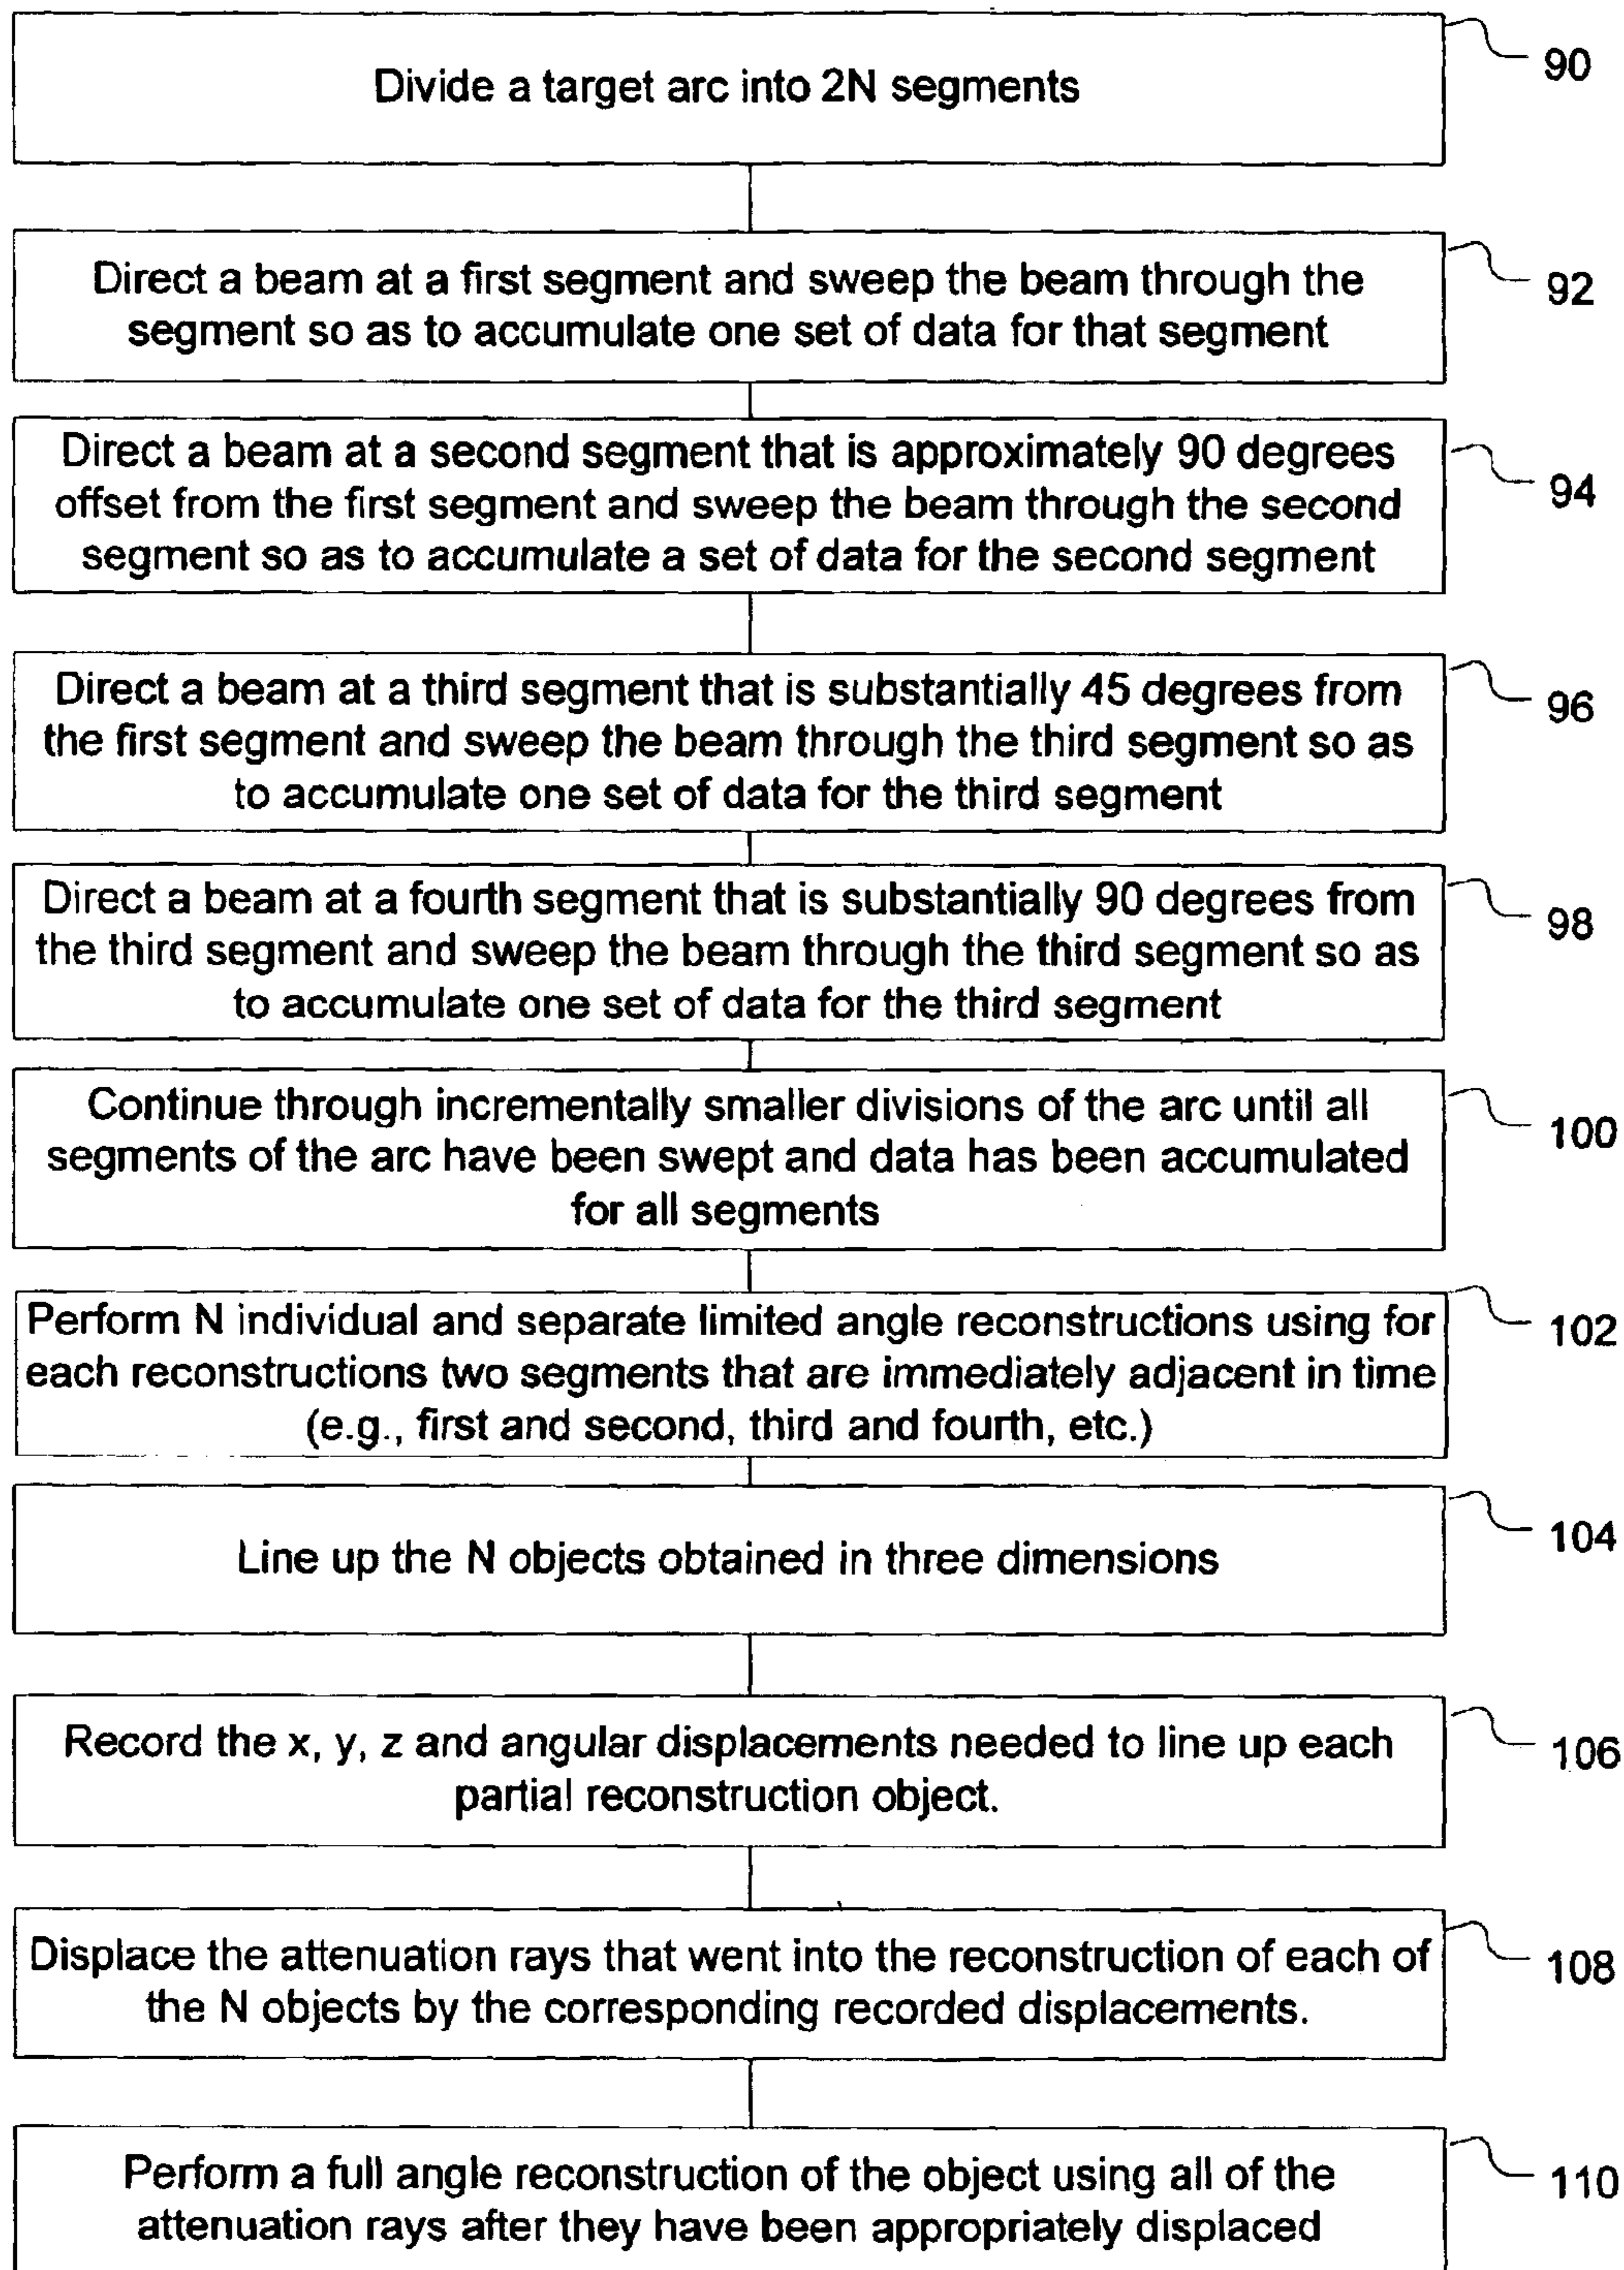 Divide a target arc into 2N segments
90
Direct a beam at a first segment and sweep the beam through the
segment so as to accumulate one set of data for that segment
92
Direct a beam at a second segment that is approximately 90 degrees
offset from the first segment and sweep the beam through the second
segment so as to accumulate a set of data for the second segment
94
Direct a beam at a third segment that is substantially 45 degrees from
the first segment and sweep the beam through the third segment so as
to accumulate one set of data for the third segment
96
Direct a beam at a fourth segment that is substantially 90 degrees from
the third segment and sweep the beam through the third segment so as
to accumulate one set of data for the third segment
98
Continue through incrementally smaller divisions of the arc until all
segments of the arc have been swept and data has been accumulated
for all segments
100
Perform N individual and separate limited angle reconstructions using for
each reconstructions two segments that are immediately adjacent in time
(e.g., first and second, third and fourth, etc.)
102
Line up the N objects obtained in three dimensions
104
Record the x, y, z and angular displacements needed to line up each
partial reconstruction object.
106
Displace the attenuation rays that went into the reconstruction of each of
the N objects by the corresponding recorded displacements.
108
Perform a full angle reconstruction of the object using all of the
attenuation rays after they have been appropriately displaced
110